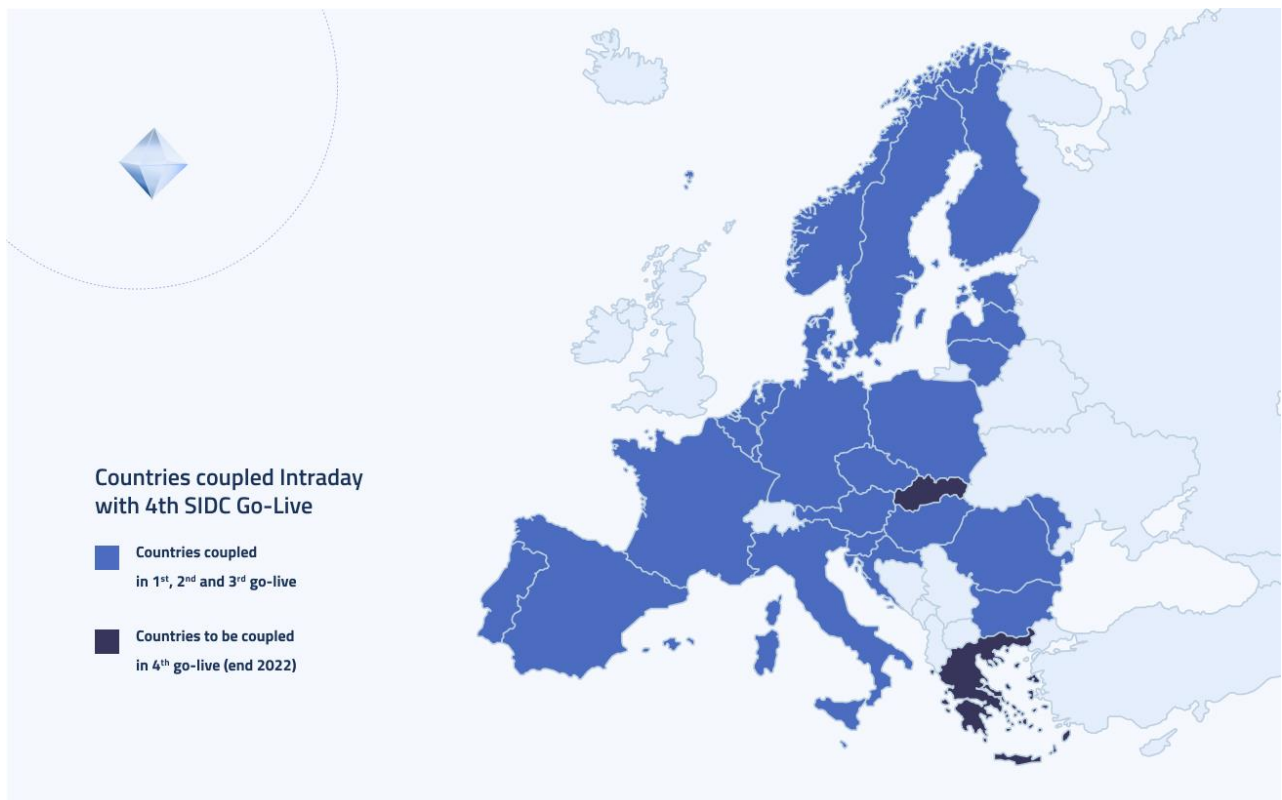 Countries coupled Intraday
with 4th SIDC Go-Live
Countries coupled
in 1st, 2nd and 3rd go-live
Countries to be coupled
in 4th go-live (end 2022)